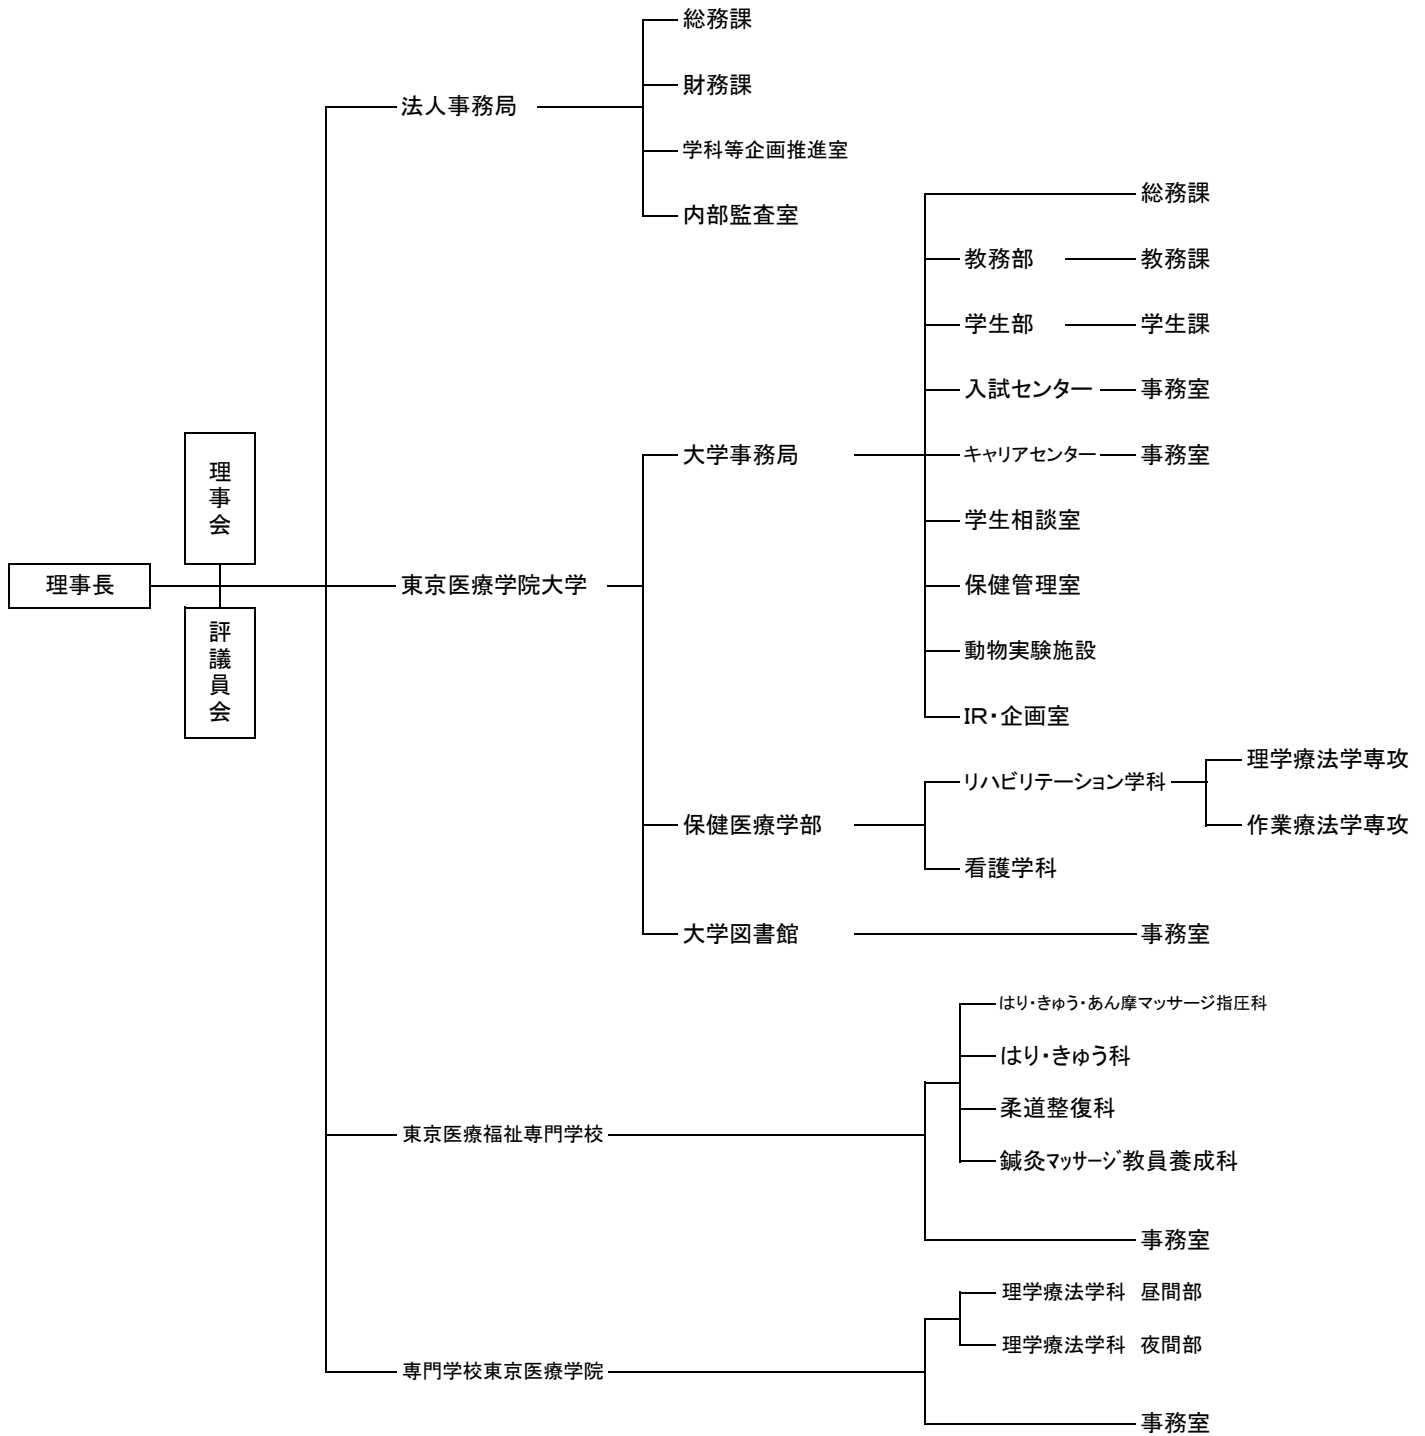 総務課
財務課
法人事務局
学科等企画推進室
内部監査室
総務課
教務部 教務課
学生部 学生課
入試センター 事務室
大学事務局 キャリアセンター 事務室
学生相談室
理事会
理事長
東京医療学院大学
保健管理室
評議員会
動物実験施設
IR・企画室
理学療法学専攻
リハビリテーション学科
保健医療学部
作業療法学専攻
看護学科
大学図書館 事務室
はり・きゅう・あん摩マッサージ指圧科
はり・きゅう科
柔道整復科
東京医療福祉専門学校
鍼灸マッサージ教員養成科
事務室
理学療法学科 昼間部
理学療法学科 夜間部
専門学校東京医療学院
事務室